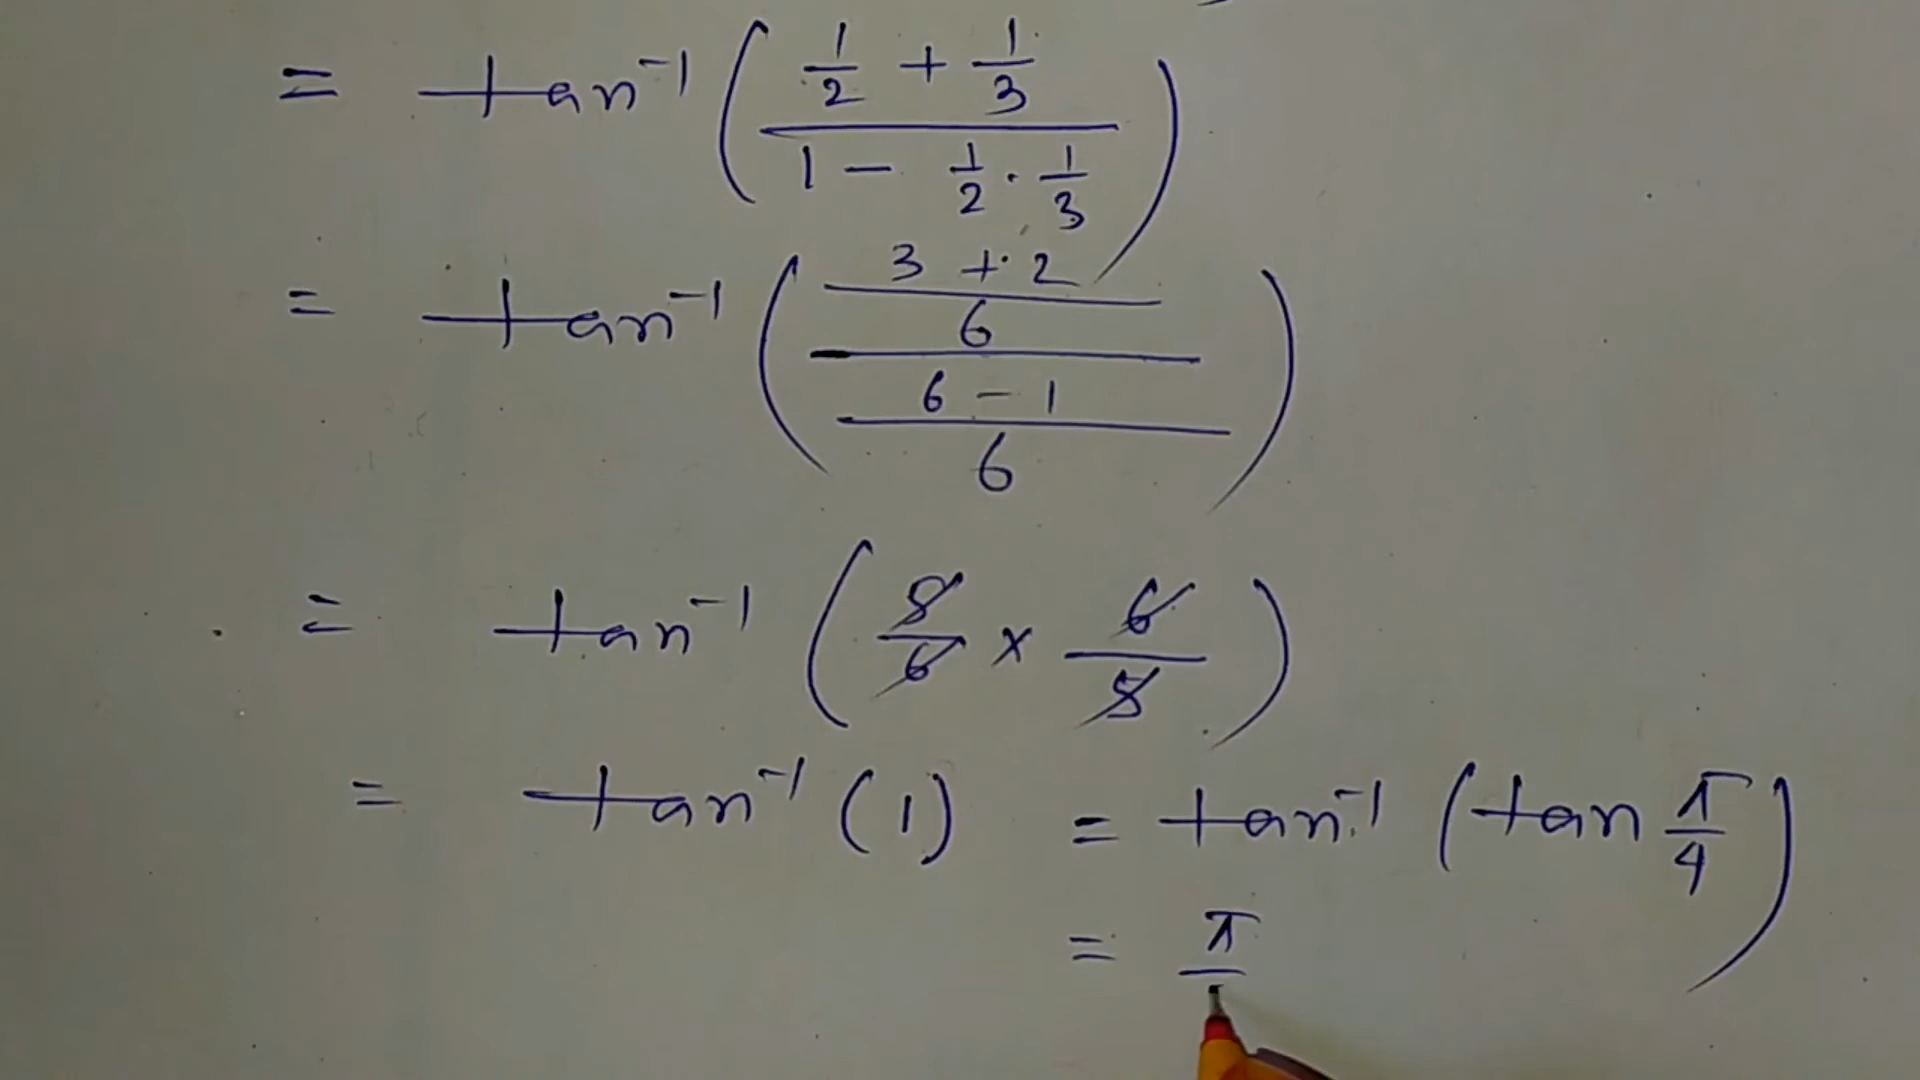 = tan⁻¹ ( (1/2 + 1/3) / (1 - 1/2 · 1/3) )
= tan⁻¹ ( ((3 + 2)/6) / ((6 - 1)/6) )
= tan⁻¹ ( 5/6 × 6/5 )
= tan⁻¹ (1) = tan⁻¹ (tan π/4)
= π/